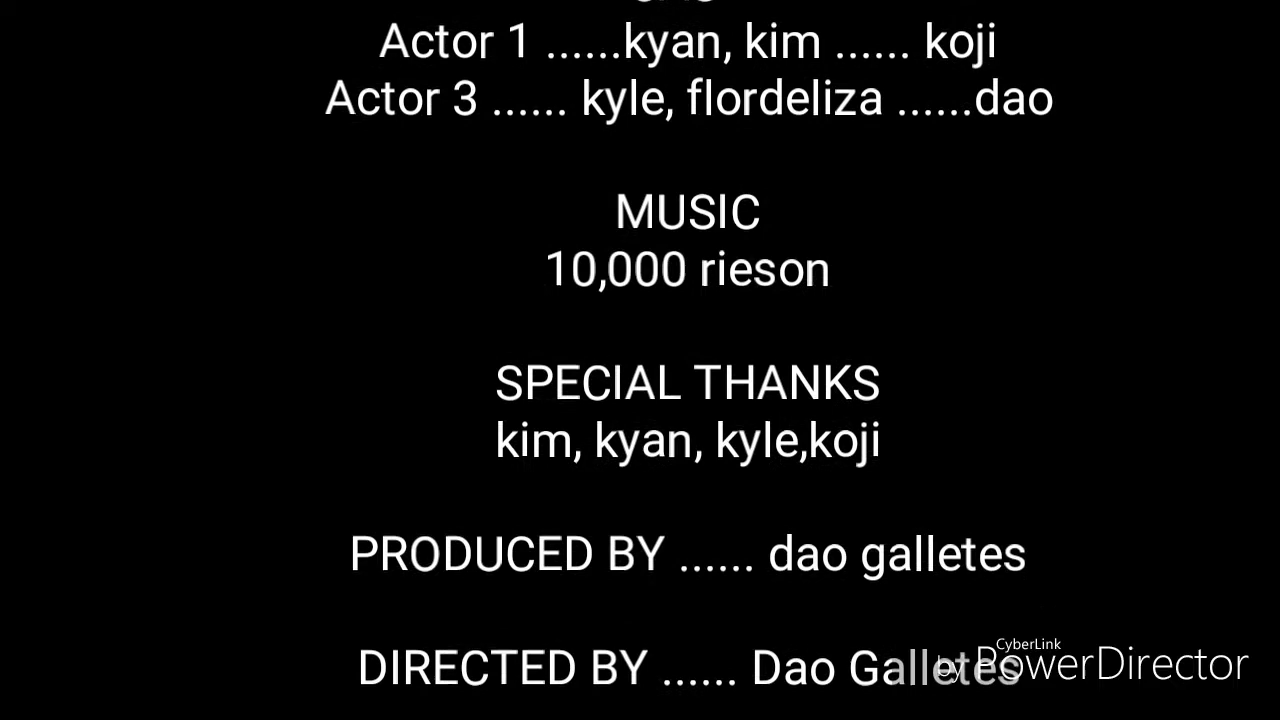 Actor 1 ......kyan, kim ...... koji
Actor 3 ...... kyle, flordeliza ......dao
MUSIC
10,000 rieson
SPECIAL THANKS
kim, kyan, kyle,koji
PRODUCED BY ...... dao galletes
DIRECTED BY ...... Dao Galletes
by CyberLink PowerDirector